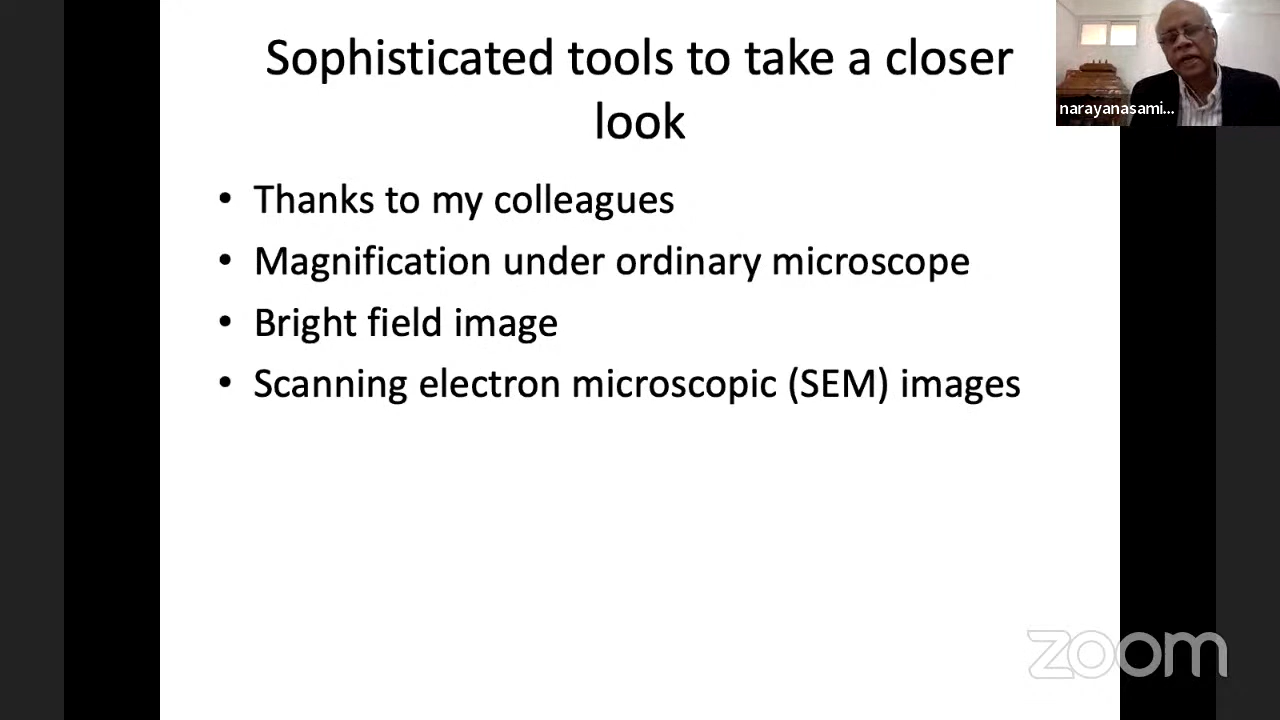 Sophisticated tools to take a closer
look
narayanasami...
• Thanks to my colleagues
• Magnification under ordinary microscope
• Bright field image
• Scanning electron microscopic (SEM) images
zoom